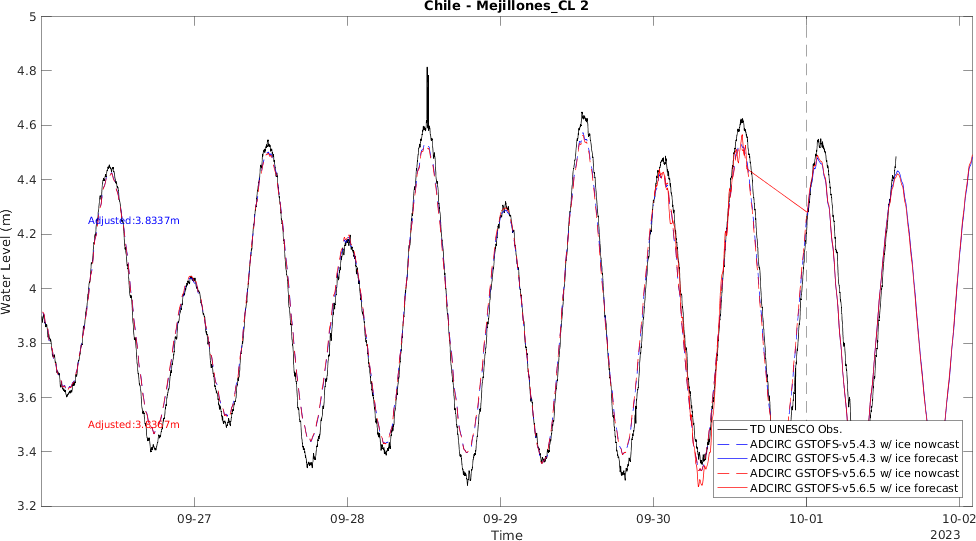 Chile - Mejillones_CL 2
5
4.8
4.6
4.4
4.2
4
3.8
3.6
3.4
3.2
Water Level (m)
Adjusted:3.8337m
Adjusted:3.8367m
TD UNESCO Obs.
ADCIRC GSTOFS-v5.4.3 w/ ice nowcast
ADCIRC GSTOFS-v5.4.3 w/ ice forecast
ADCIRC GSTOFS-v5.6.5 w/ ice nowcast
ADCIRC GSTOFS-v5.6.5 w/ ice forecast
09-27
09-28
09-29
09-30
10-01
10-02
Time
2023